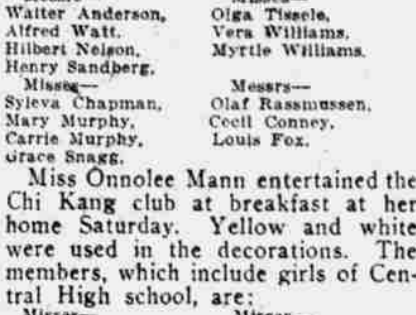 Walter Anderson,
Alfred Watt.
Hilbert Nelson,
Henry Sandberg.
Misses—
Syleva Chapman,
Mary Murphy,
Carrie Murphy,
Grace Snagg.
Olga Tissele,
Vera Williams,
Myrtle Williams.
Messrs—
Olaf Rassmussen,
Cecil Conney,
Louis Fox.
Miss Onnolee Mann entertained the
Chi Kang club at breakfast at her
home Saturday. Yellow and white
were used in the decorations. The
members, which include girls of Cen-
tral High school, are:
Misses—
Misses—